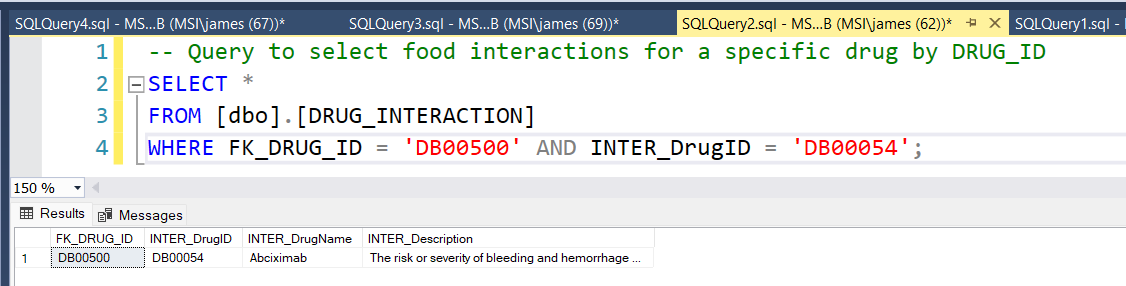 SQLQuery4.sql - MS...B (MSI\james (67))* SQLQuery3.sql - MS...B (MSI\james (69))* SQLQuery2.sql - MS...B (MSI\james (62))* SQLQuery1.sql -
1 -- Query to select food interactions for a specific drug by DRUG_ID
2 SELECT *
3 FROM [dbo].[DRUG_INTERACTION]
4 WHERE FK_DRUG_ID = 'DB00500' AND INTER_DrugID = 'DB00054';
150 %
Results Messages
FK_DRUG_ID INTER_DrugID INTER_DrugName INTER_Description
1 DB00500 DB00054 Abciximab The risk or severity of bleeding and hemorrhage ...